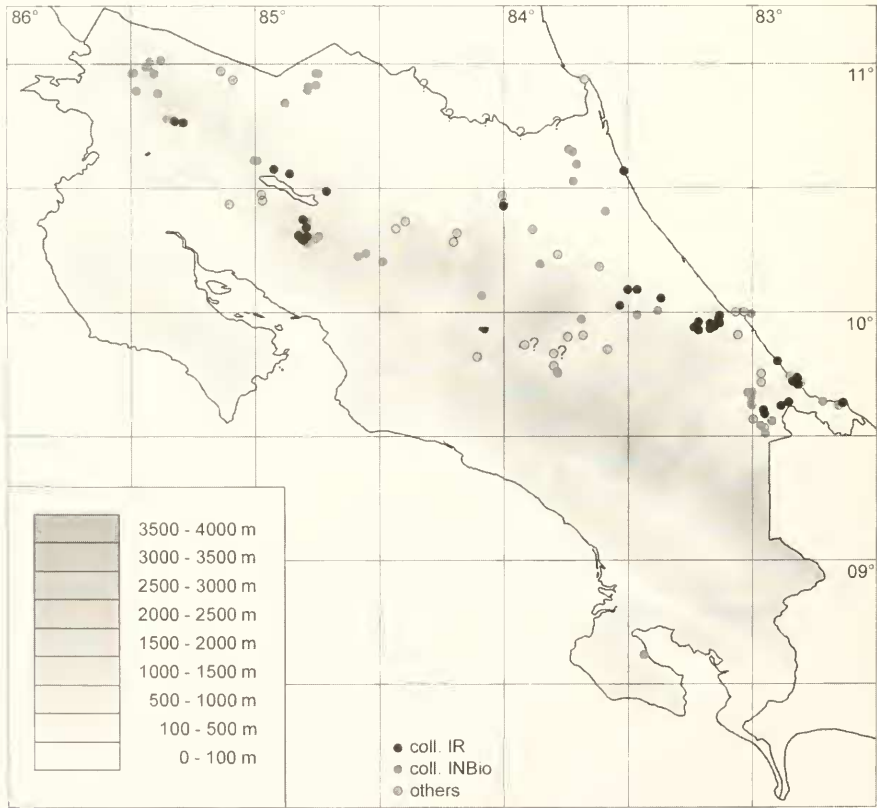 86° 85° 84° 83°
11°
? ? ? ?
10°
? ?
09°
3500 - 4000 m
3000 - 3500 m
2500 - 3000 m
2000 - 2500 m
1500 - 2000 m
1000 - 1500 m
500 - 1000 m
100 - 500 m
0 - 100 m
coll. IR
coll. INBio
others